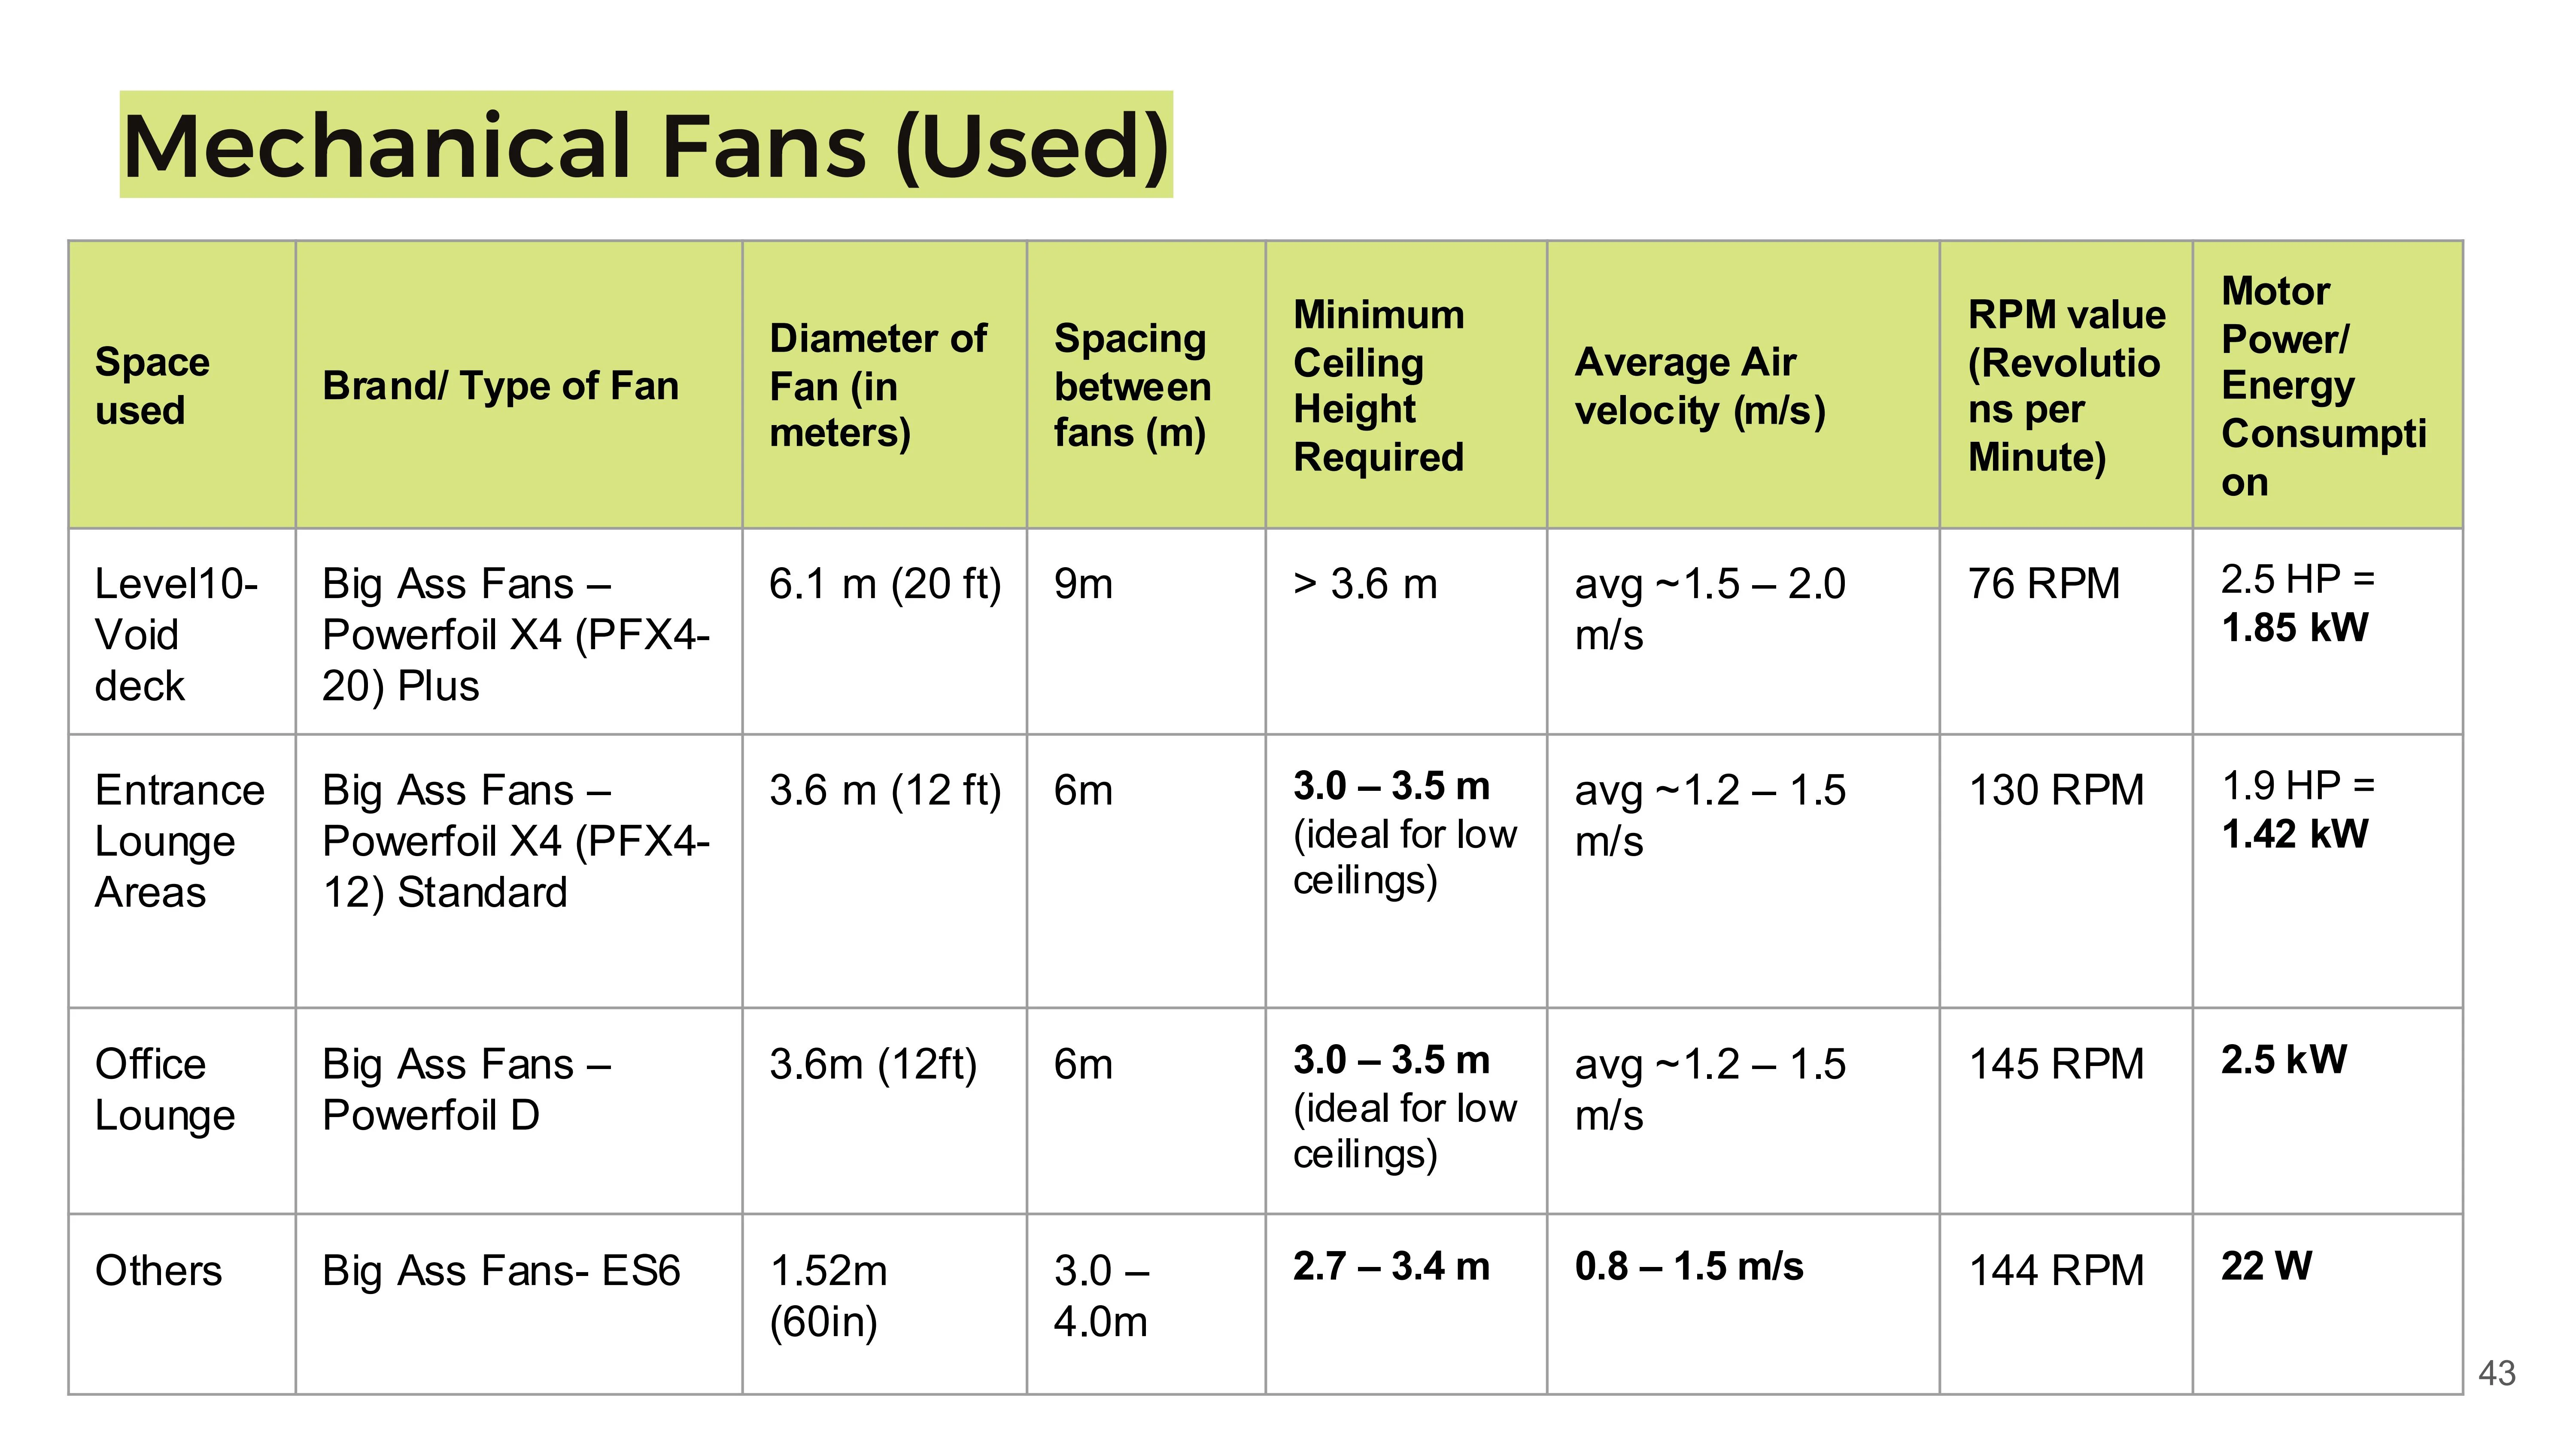 Mechanical Fans (Used)
Space
used
Brand/ Type of Fan
Diameter of
Fan (in
meters)
Spacing
between
fans (m)
Minimum
Ceiling
Height
Required
Average Air
velocity (m/s)
RPM value
(Revolutio
ns per
Minute)
Motor
Power/
Energy
Consumpti
on
Level10-
Void
deck
Big Ass Fans –
Powerfoil X4 (PFX4-
20) Plus
6.1 m (20 ft)
9m
> 3.6 m
avg ~1.5 – 2.0
m/s
76 RPM
2.5 HP =
1.85 kW
Entrance
Lounge
Areas
Big Ass Fans –
Powerfoil X4 (PFX4-
12) Standard
3.6 m (12 ft)
6m
3.0 – 3.5 m
(ideal for low
ceilings)
avg ~1.2 – 1.5
m/s
130 RPM
1.9 HP =
1.42 kW
Office
Lounge
Big Ass Fans –
Powerfoil D
3.6m (12ft)
6m
3.0 – 3.5 m
(ideal for low
ceilings)
avg ~1.2 – 1.5
m/s
145 RPM
2.5 kW
Others
Big Ass Fans- ES6
1.52m
(60in)
3.0 –
4.0m
2.7 – 3.4 m
0.8 – 1.5 m/s
144 RPM
22 W
43